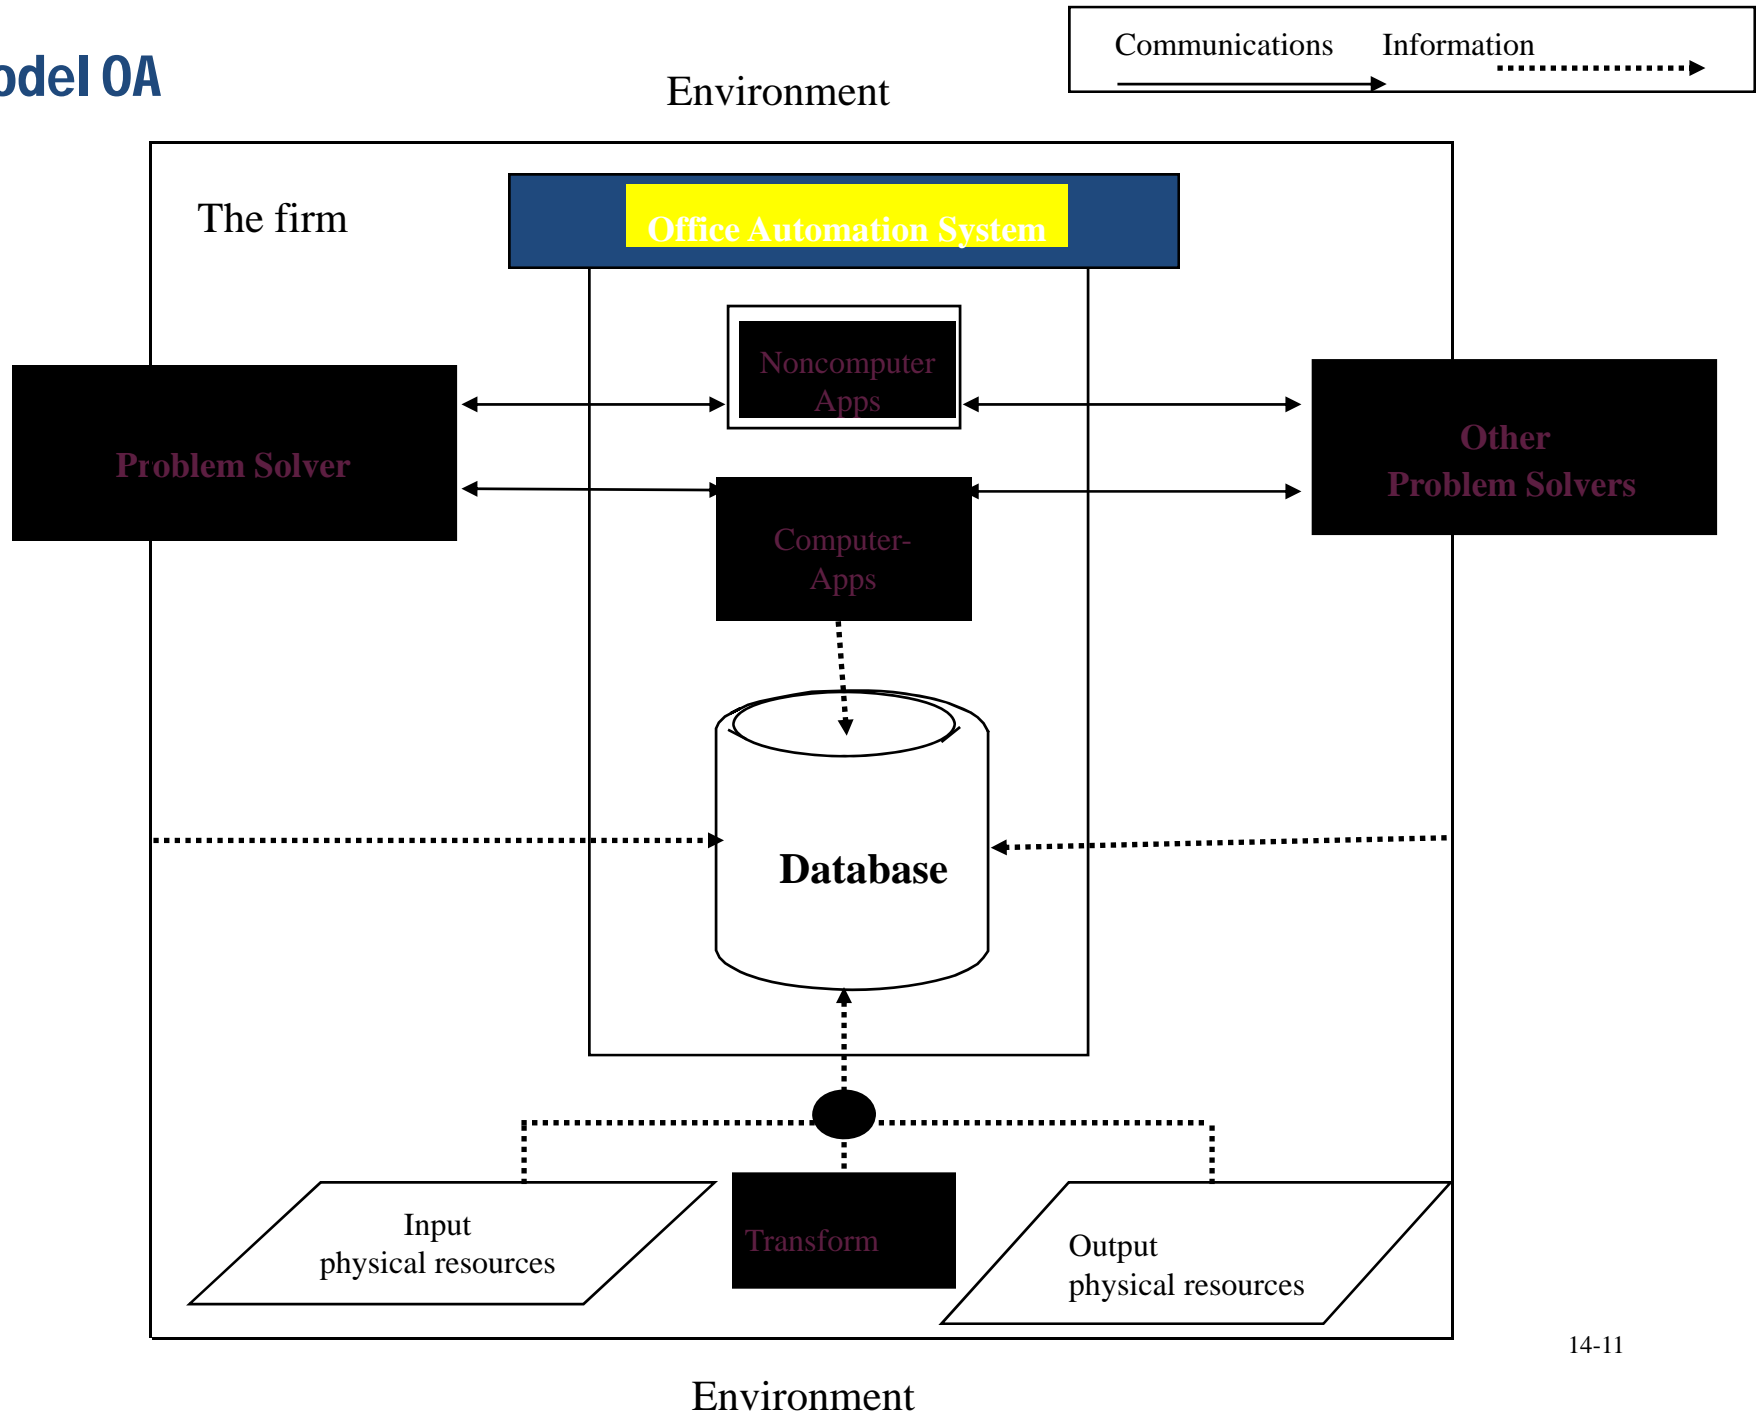 odel OA
Communications Information
Environment
The firm
Office Automation System
Noncomputer
Apps
Problem Solver
Other
Problem Solvers
Computer-
Apps
Database
Input
physical resources
Transform
Output
physical resources
14-11
Environment